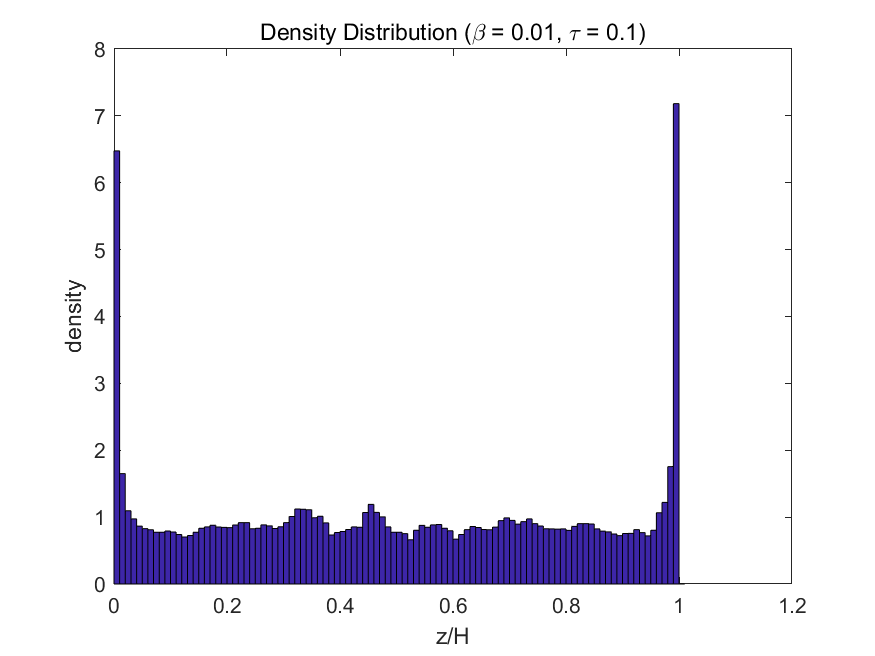 Density Distribution (β = 0.01, τ = 0.1)
8
7
6
5
4
3
2
1
0
density
0 0.2 0.4 0.6 0.8 1 1.2
z/H